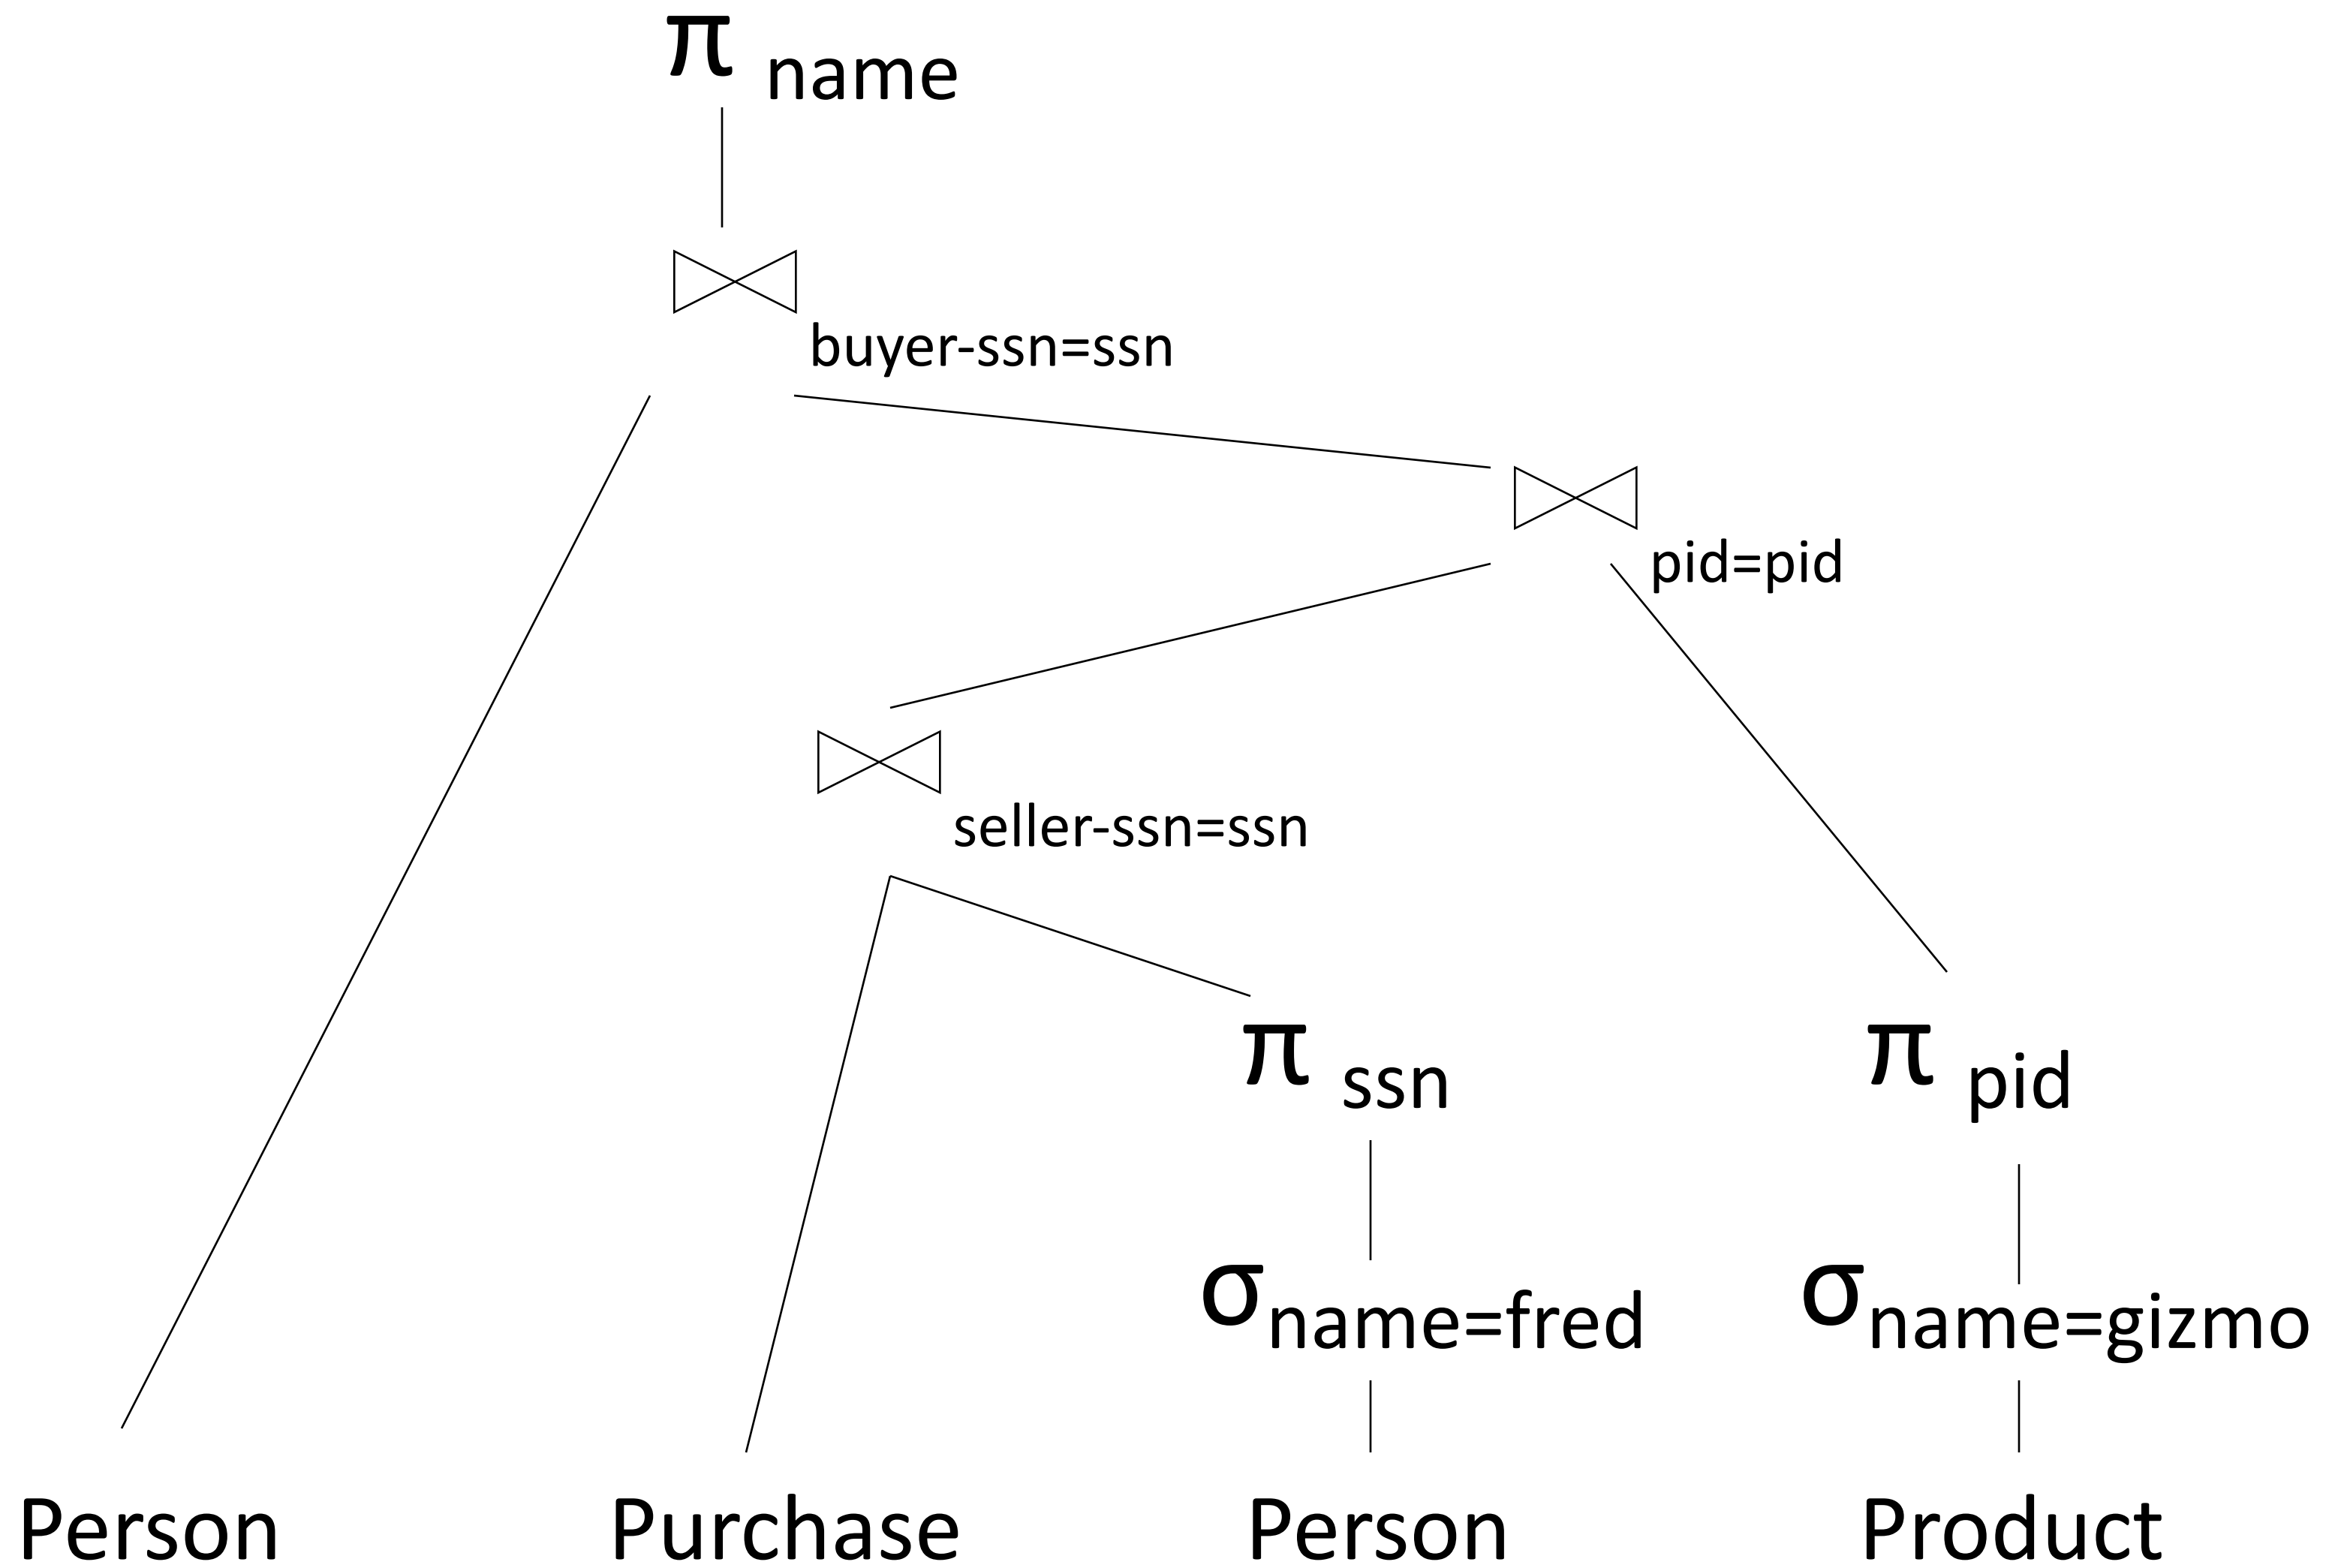 π name
buyer-ssn=ssn
pid=pid
seller-ssn=ssn
π ssn
π pid
σname=fred
σname=gizmo
Person
Purchase
Person
Product